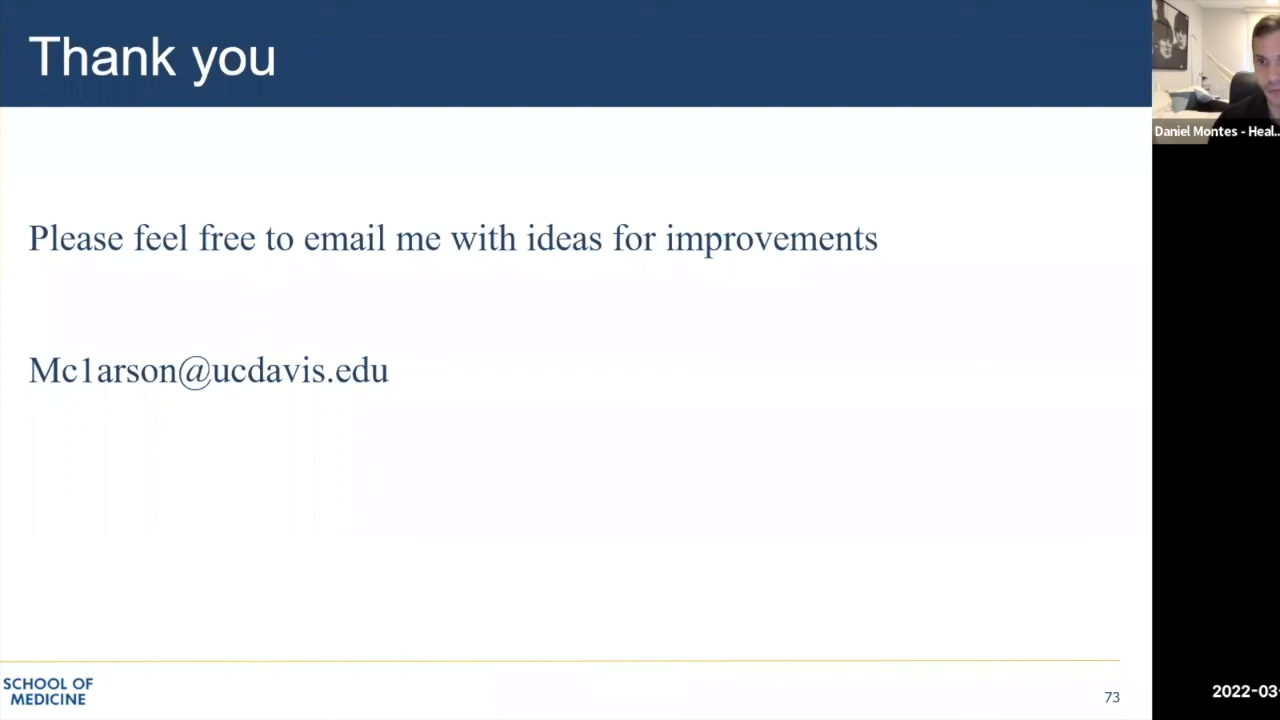 Thank you
Daniel Montes - Heal...
Please feel free to email me with ideas for improvements
Mc1arson@ucdavis.edu
SCHOOL OF
MEDICINE
73
2022-03-